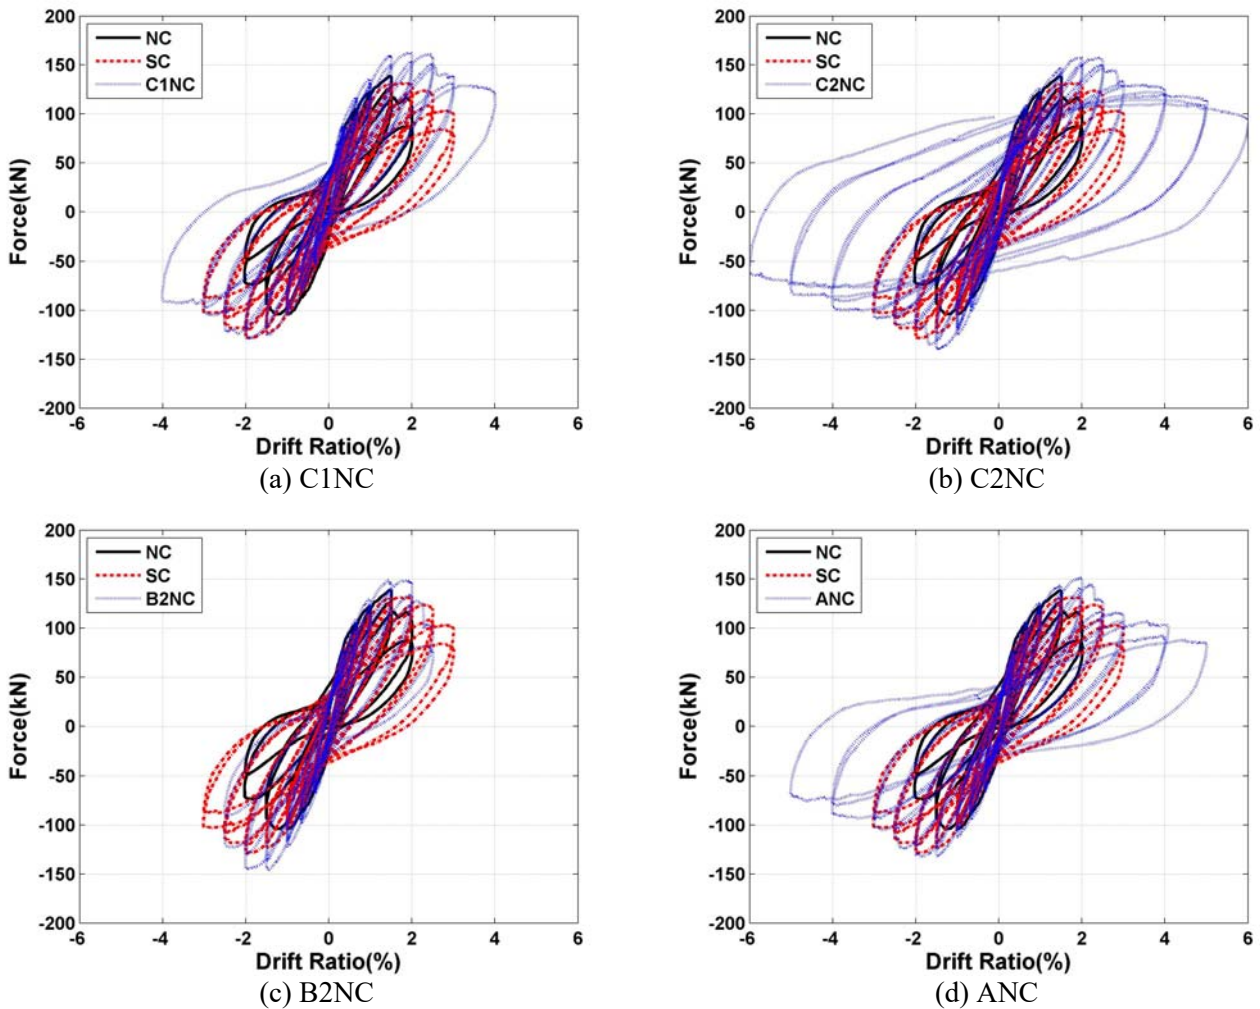 200
150
100
50
0
-50
-100
-150
-200
Force(kN)
NC
SC
C1NC
-6 -4 -2 0 2 4 6
Drift Ratio(%)
(a) C1NC
200
150
100
50
0
-50
-100
-150
-200
Force(kN)
NC
SC
C2NC
-6 -4 -2 0 2 4 6
Drift Ratio(%)
(b) C2NC
200
150
100
50
0
-50
-100
-150
-200
Force(kN)
NC
SC
B2NC
-6 -4 -2 0 2 4 6
Drift Ratio(%)
(c) B2NC
200
150
100
50
0
-50
-100
-150
-200
Force(kN)
NC
SC
ANC
-6 -4 -2 0 2 4 6
Drift Ratio(%)
(d) ANC